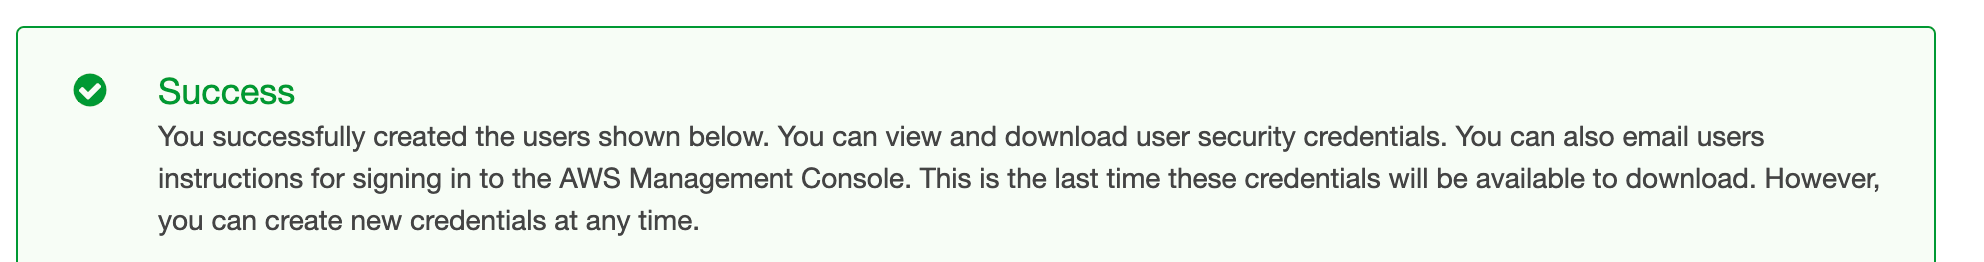 Success
You successfully created the users shown below. You can view and download user security credentials. You can also email users
instructions for signing in to the AWS Management Console. This is the last time these credentials will be available to download. However,
you can create new credentials at any time.